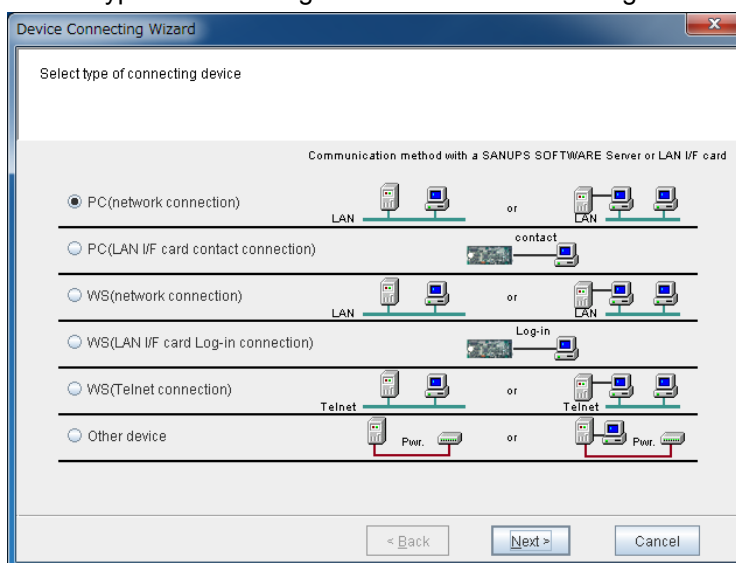 Device Connecting Wizard
Select type of connecting device
Communication method with a SANUPS SOFTWARE Server or LAN I/F card
PC(network connection)
LAN
or
LAN
PC(LAN I/F card contact connection)
contact
WS(network connection)
LAN
or
LAN
WS(LAN I/F card Log-in connection)
Log-in
WS(Telnet connection)
Telnet
or
Telnet
Other device
Pwr.
or
Pwr.
< Back
Next >
Cancel